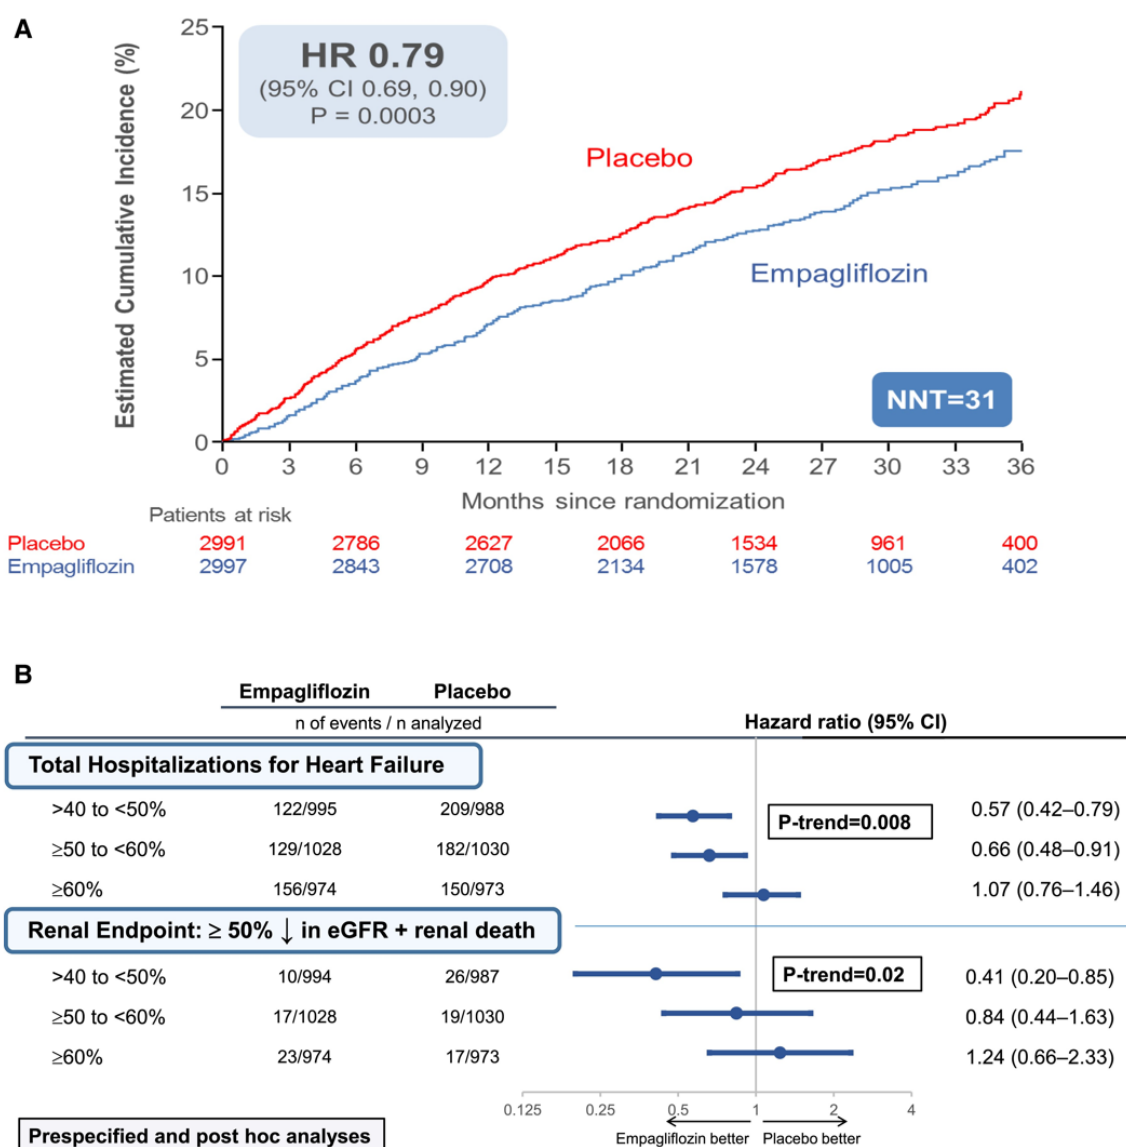 A
Estimated Cumulative Incidence (%)
25
20
15
10
5
0
HR 0.79
(95% CI 0.69, 0.90)
P = 0.0003
Placebo
Empagliflozin
NNT=31
0 3 6 9 12 15 18 21 24 27 30 33 36
Months since randomization
Patients at risk
Placebo 2991 2786 2627 2066 1534 961 400
Empagliflozin 2997 2843 2708 2134 1578 1005 402
B
Empagliflozin Placebo
n of events / n analyzed
Hazard ratio (95% CI)
Total Hospitalizations for Heart Failure
>40 to <50% 122/995 209/988 P-trend=0.008 0.57 (0.42–0.79)
≥50 to <60% 129/1028 182/1030 0.66 (0.48–0.91)
≥60% 156/974 150/973 1.07 (0.76–1.46)
Renal Endpoint: ≥ 50% ↓ in eGFR + renal death
>40 to <50% 10/994 26/987 P-trend=0.02 0.41 (0.20–0.85)
≥50 to <60% 17/1028 19/1030 0.84 (0.44–1.63)
≥60% 23/974 17/973 1.24 (0.66–2.33)
0.125 0.25 0.5 1 2 4
Empagliflozin better Placebo better
Prespecified and post hoc analyses